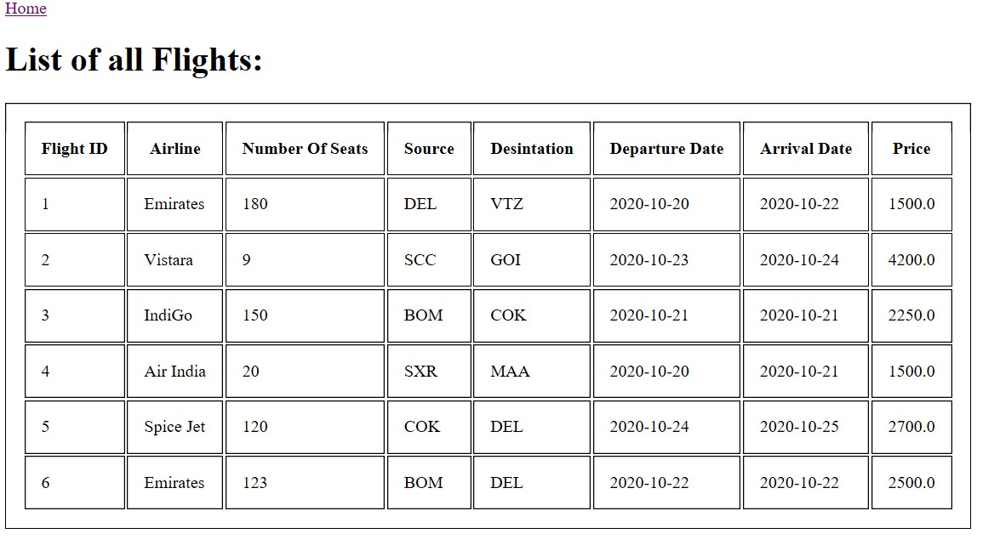 Home
List of all Flights:
Flight ID Airline Number Of Seats Source Desintation Departure Date Arrival Date Price
1 Emirates 180 DEL VTZ 2020-10-20 2020-10-22 1500.0
2 Vistara 9 SCC GOI 2020-10-23 2020-10-24 4200.0
3 IndiGo 150 BOM COK 2020-10-21 2020-10-21 2250.0
4 Air India 20 SXR MAA 2020-10-20 2020-10-21 1500.0
5 Spice Jet 120 COK DEL 2020-10-24 2020-10-25 2700.0
6 Emirates 123 BOM DEL 2020-10-22 2020-10-22 2500.0